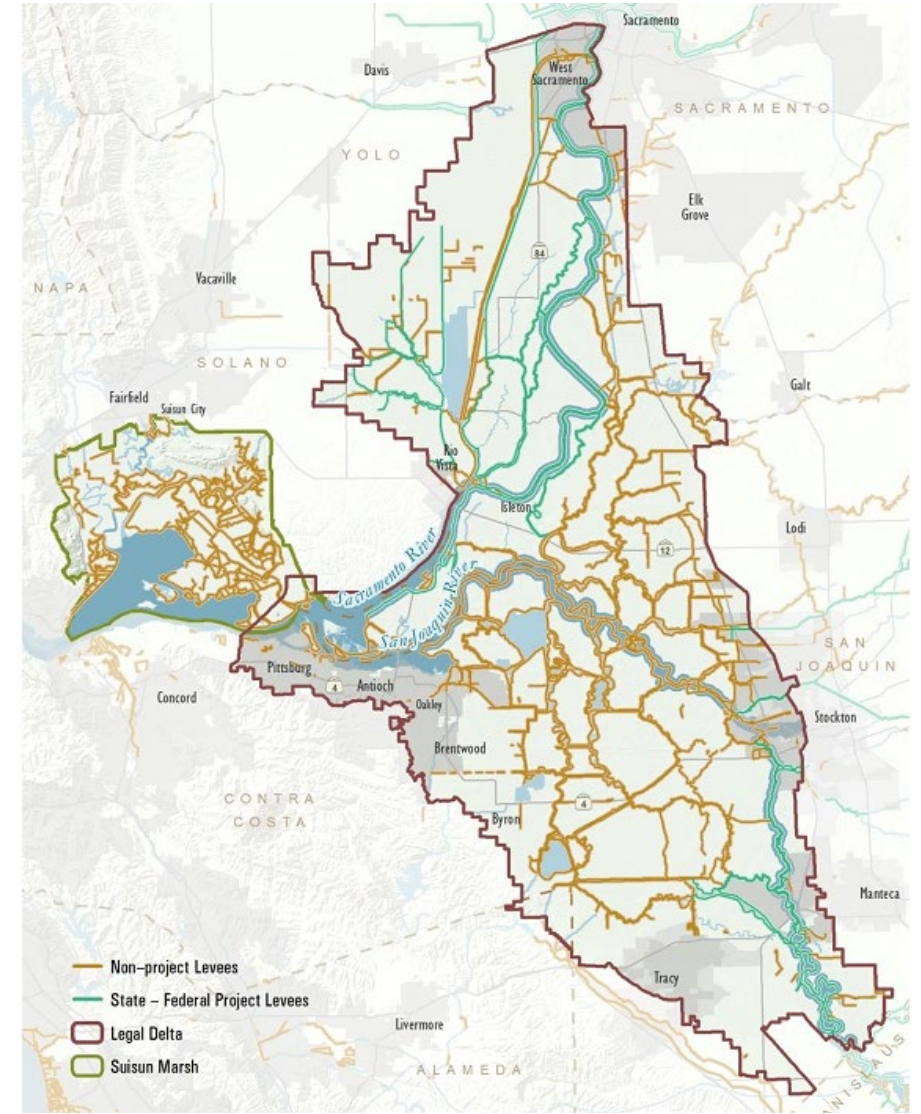 Sacramento
Davis
West
Sacramento
SACRAMENTO
YOLO
Elk
Grove
84
Vacaville
NAPA
SOLANO
Galt
Fairfield
Suisun City
Rio
Vista
Isleton
Lodi
12
Sacramento River
San Joaquin River
SAN
JOAQUIN
Pittsburg
4
Antioch
Concord
Oakley
Stockton
Brentwood
CONTRA
COSTA
4
Byron
Manteca
Non-project Levees
State – Federal Project Levees
Legal Delta
Suisun Marsh
Tracy
Livermore
ALAMEDA
NISLAUS